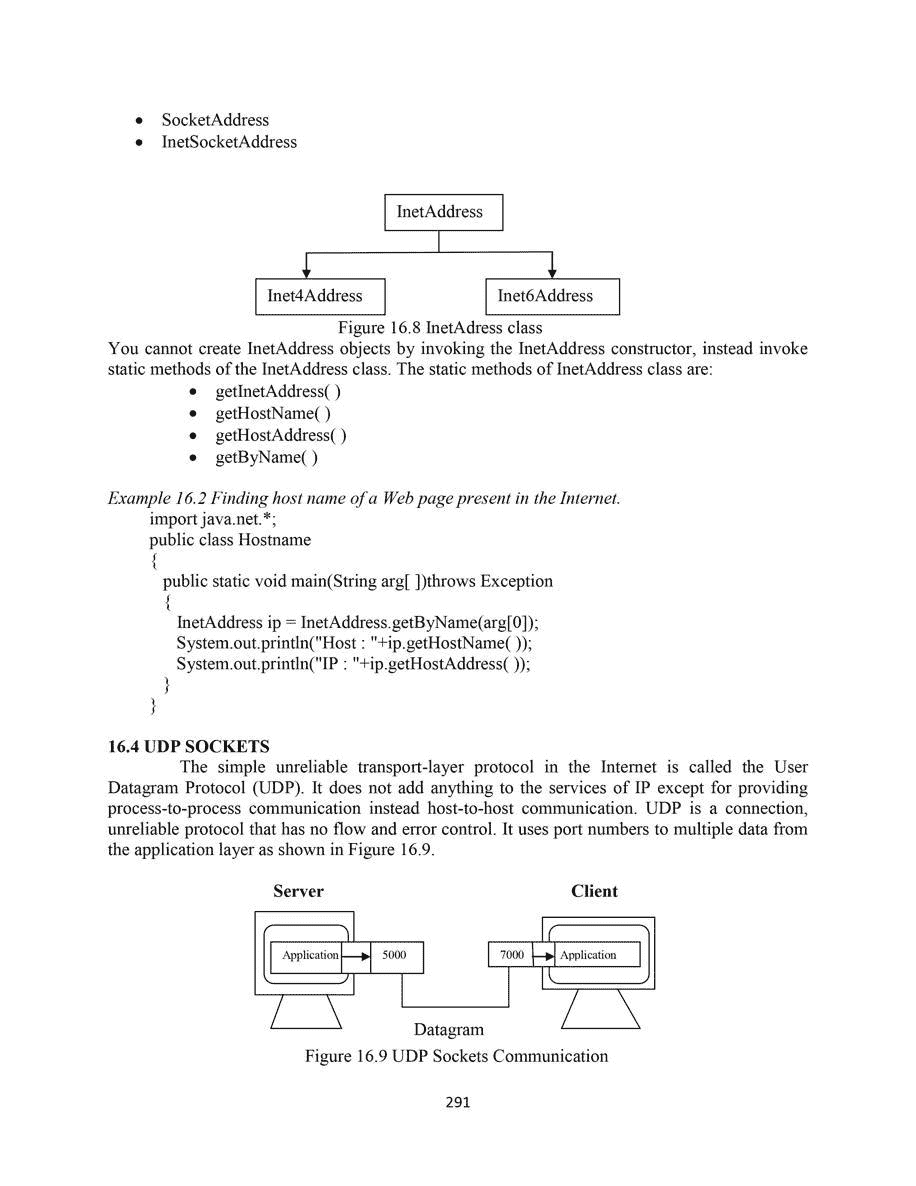 • SocketAddress
• InetSocketAddress
InetAddress
Inet4Address Inet6Address
Figure 16.8 InetAdress class
You cannot create InetAddress objects by invoking the InetAddress constructor, instead invoke
static methods of the InetAddress class. The static methods of InetAddress class are:
• getInetAddress( )
• getHostName( )
• getHostAddress( )
• getByName( )
Example 16.2 Finding host name of a Web page present in the Internet.
import java.net.*;
public class Hostname
{
public static void main(String arg[ ])throws Exception
{
InetAddress ip = InetAddress.getByName(arg[0]);
System.out.println("Host : "+ip.getHostName( ));
System.out.println("IP : "+ip.getHostAddress( ));
}
}
16.4 UDP SOCKETS
The simple unreliable transport-layer protocol in the Internet is called the User
Datagram Protocol (UDP). It does not add anything to the services of IP except for providing
process-to-process communication instead host-to-host communication. UDP is a connection,
unreliable protocol that has no flow and error control. It uses port numbers to multiple data from
the application layer as shown in Figure 16.9.
Server Client
Application 5000 7000 Application
Datagram
Figure 16.9 UDP Sockets Communication
291